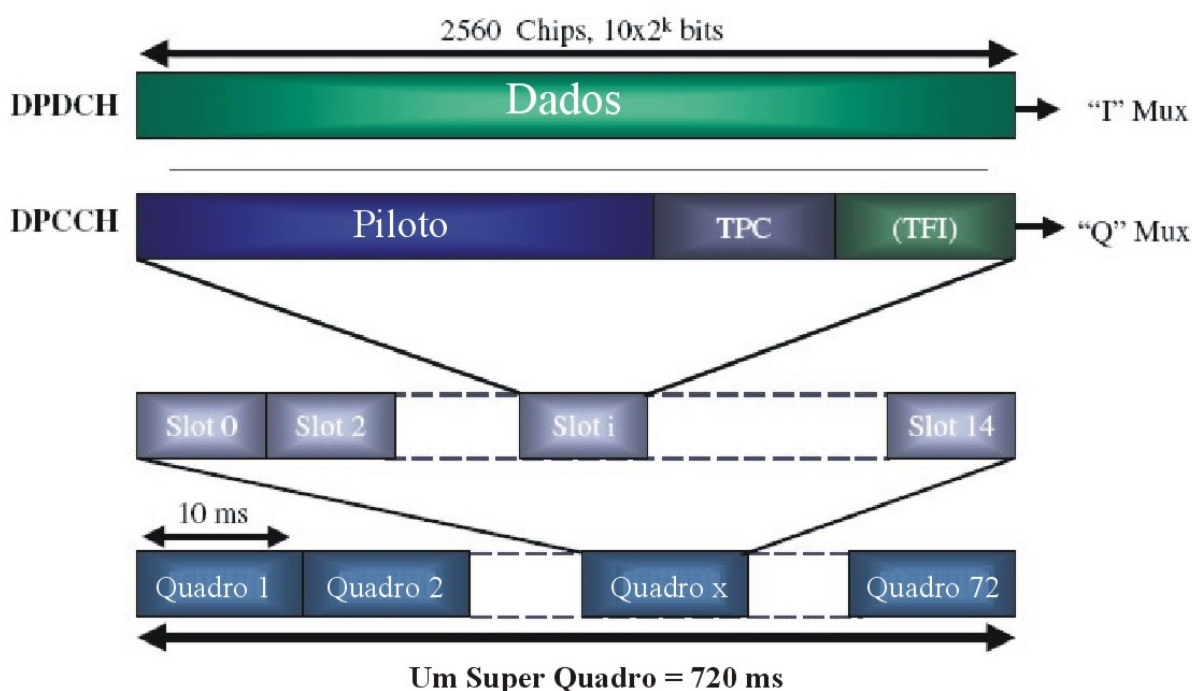 2560 Chips, 10x2ᵏ bits
DPDCH Dados “I” Mux
DPCCH Piloto TPC (TFI) “Q” Mux
Slot 0 Slot 2 Slot i Slot 14
10 ms
Quadro 1 Quadro 2 Quadro x Quadro 72
Um Super Quadro = 720 ms